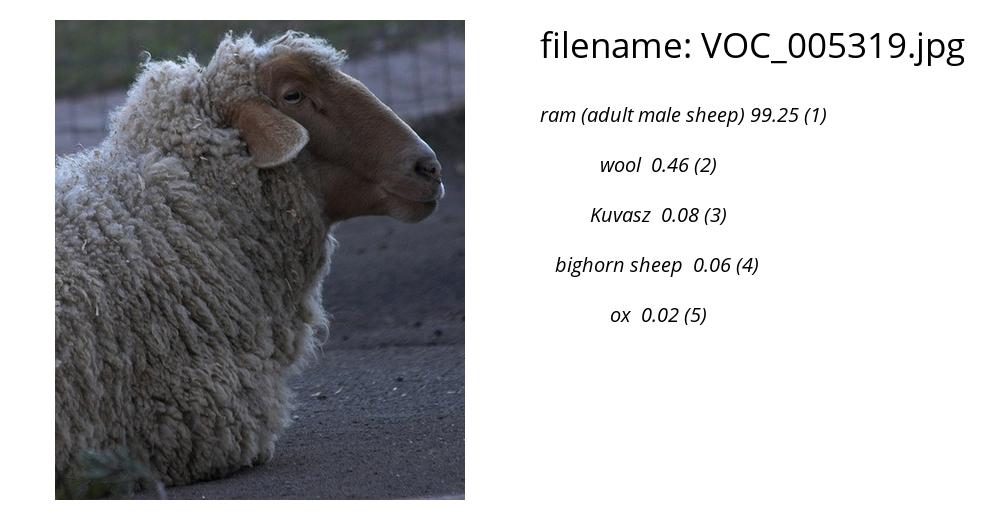 filename: VOC_005319.jpg
ram (adult male sheep) 99.25 (1)
wool 0.46 (2)
Kuvasz 0.08 (3)
bighorn sheep 0.06 (4)
ox 0.02 (5)